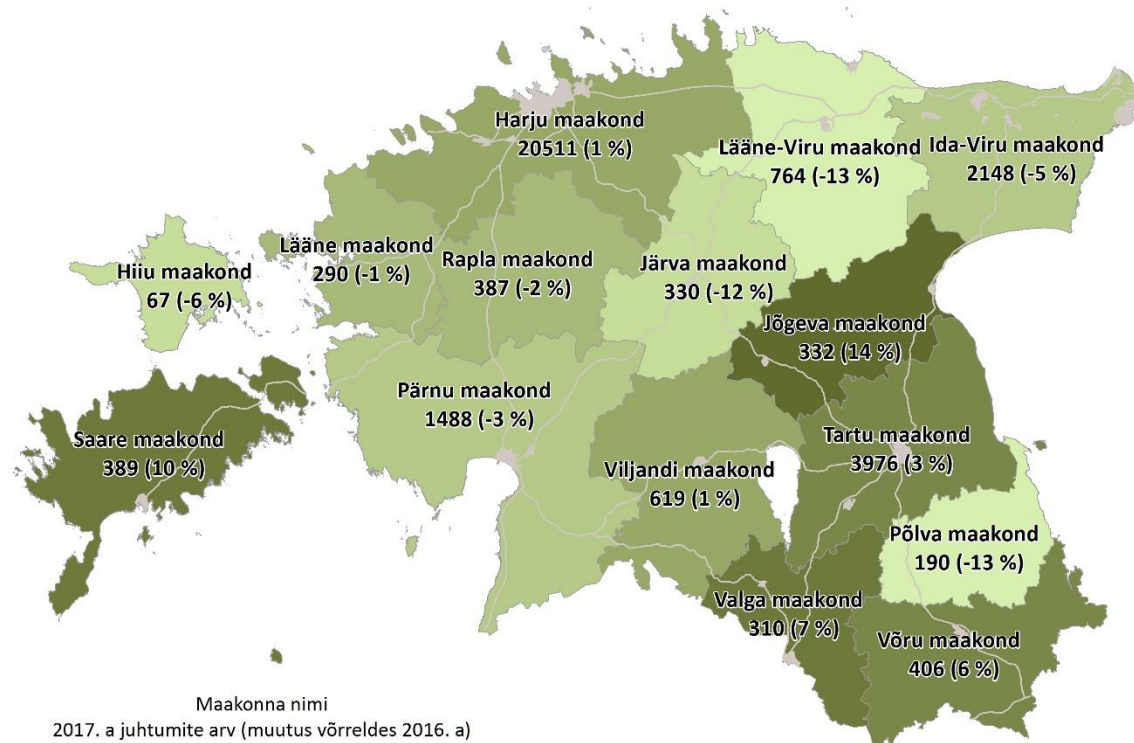 Harju maakond
20511 (1 %)
Lääne-Viru maakond
764 (-13 %)
Ida-Viru maakond
2148 (-5 %)
Hiiu maakond
67 (-6 %)
Lääne maakond
290 (-1 %)
Rapla maakond
387 (-2 %)
Järva maakond
330 (-12 %)
Jõgeva maakond
332 (14 %)
Pärnu maakond
1488 (-3 %)
Saare maakond
389 (10 %)
Viljandi maakond
619 (1 %)
Tartu maakond
3976 (3 %)
Põlva maakond
190 (-13 %)
Valga maakond
310 (7 %)
Võru maakond
406 (6 %)
Maakonna nimi
2017. a juhtumite arv (muutus võrreldes 2016. a)